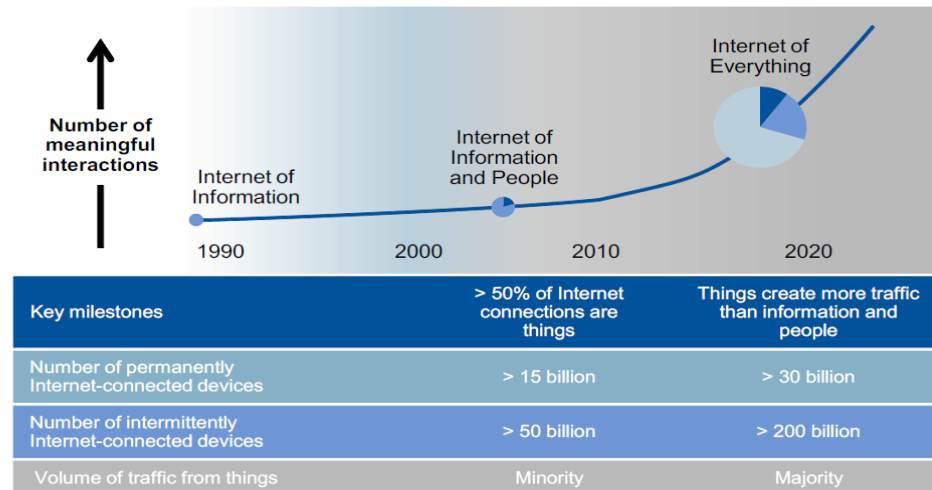 Internet of
Everything
Number of
meaningful
interactions
Internet of
Information
and People
Internet of
Information
1990
2000
2010
2020
Key milestones
> 50% of Internet
connections are
things
Things create more traffic
than information and
people
Number of permanently
Internet-connected devices
> 15 billion
> 30 billion
Number of intermittently
Internet-connected devices
> 50 billion
> 200 billion
Volume of traffic from things
Minority
Majority